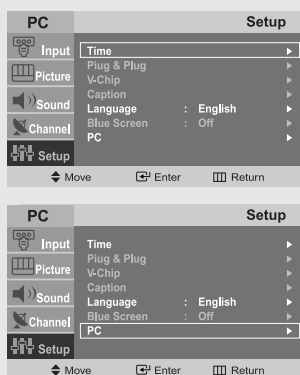 PC Setup
Input
Picture
Sound
Channel
Setup
Time
Plug & Plug
V-Chip
Caption
Language : English
Blue Screen : Off
PC
Move Enter Return
PC Setup
Input
Picture
Sound
Channel
Setup
Time
Plug & Plug
V-Chip
Caption
Language : English
Blue Screen : Off
PC
Move Enter Return